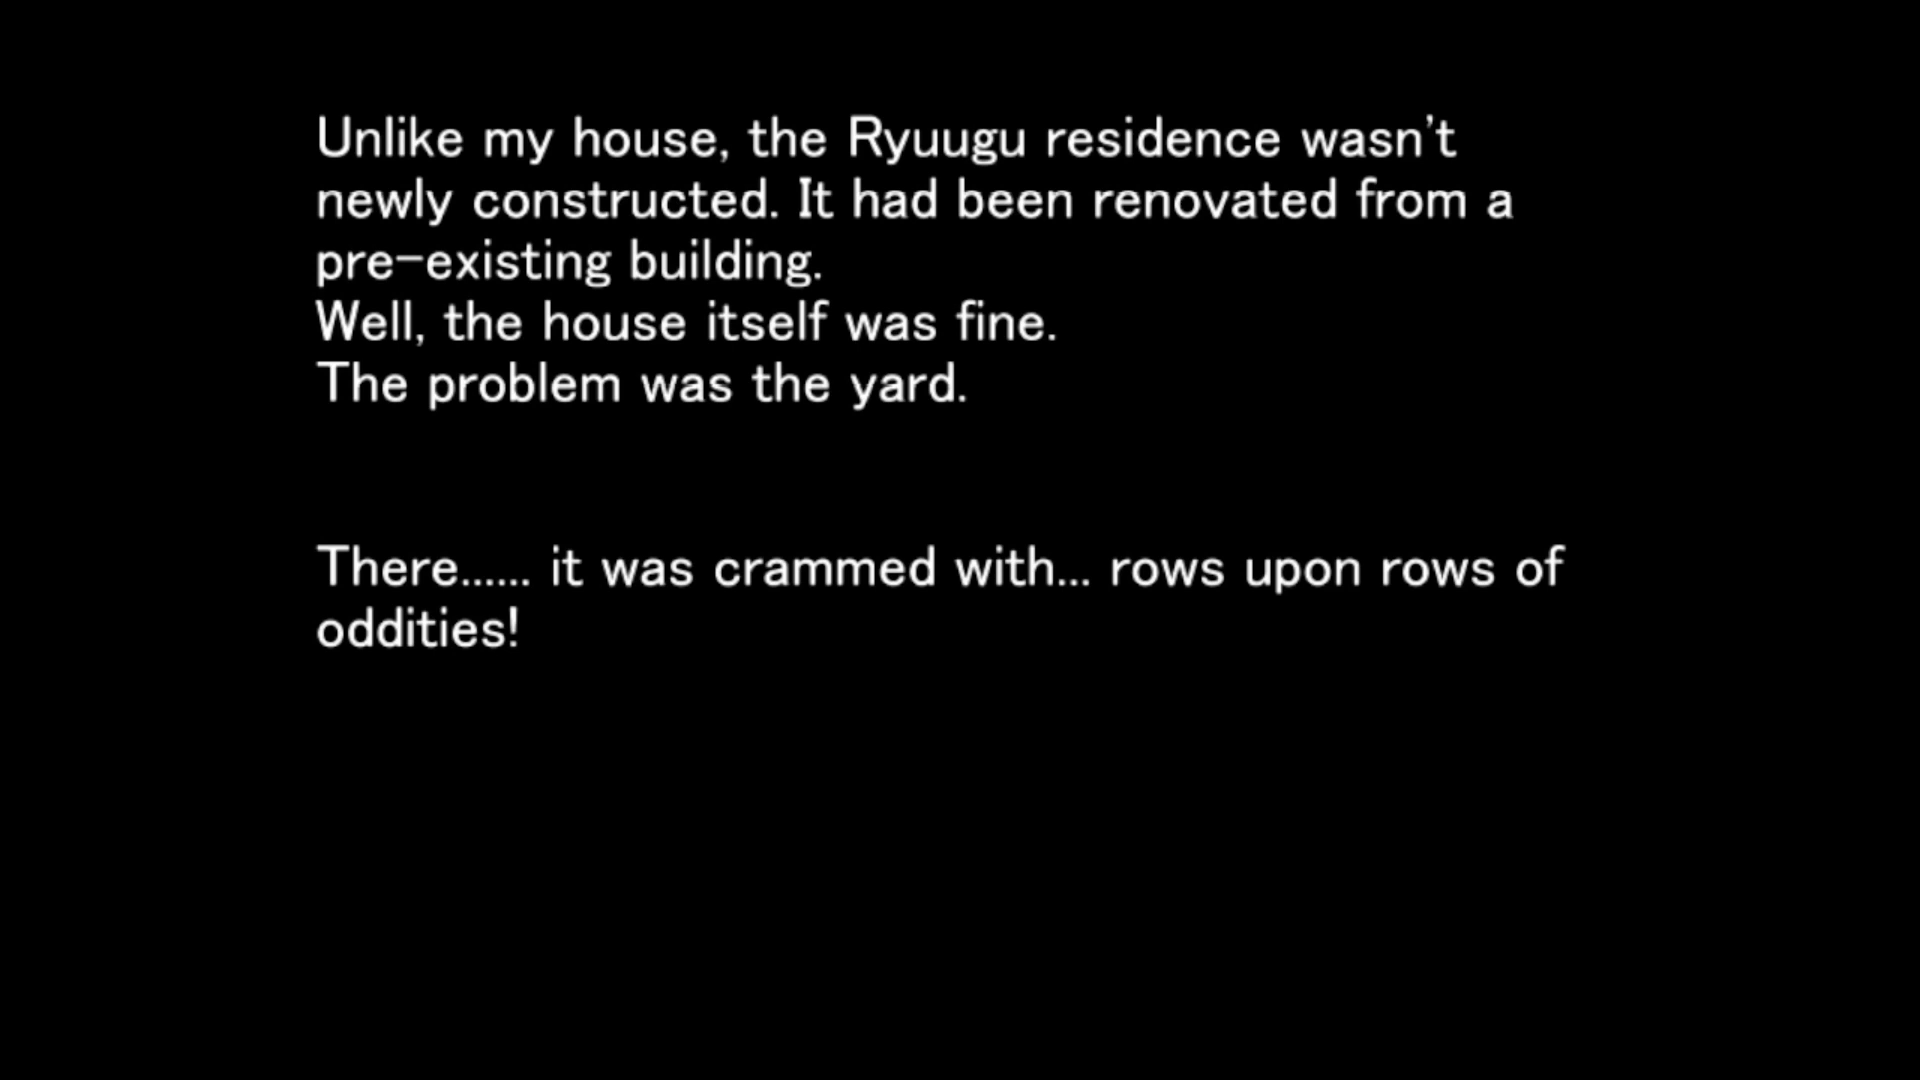 Unlike my house, the Ryuugu residence wasn't
newly constructed. It had been renovated from a
pre-existing building.
Well, the house itself was fine.
The problem was the yard.
There...... it was crammed with... rows upon rows of
oddities!